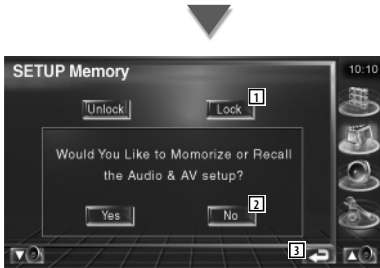 SETUP Memory
10:10
Unlock
Lock
1
Would You Like to Momorize or Recall
the Audio & AV setup?
Yes
No
2
3